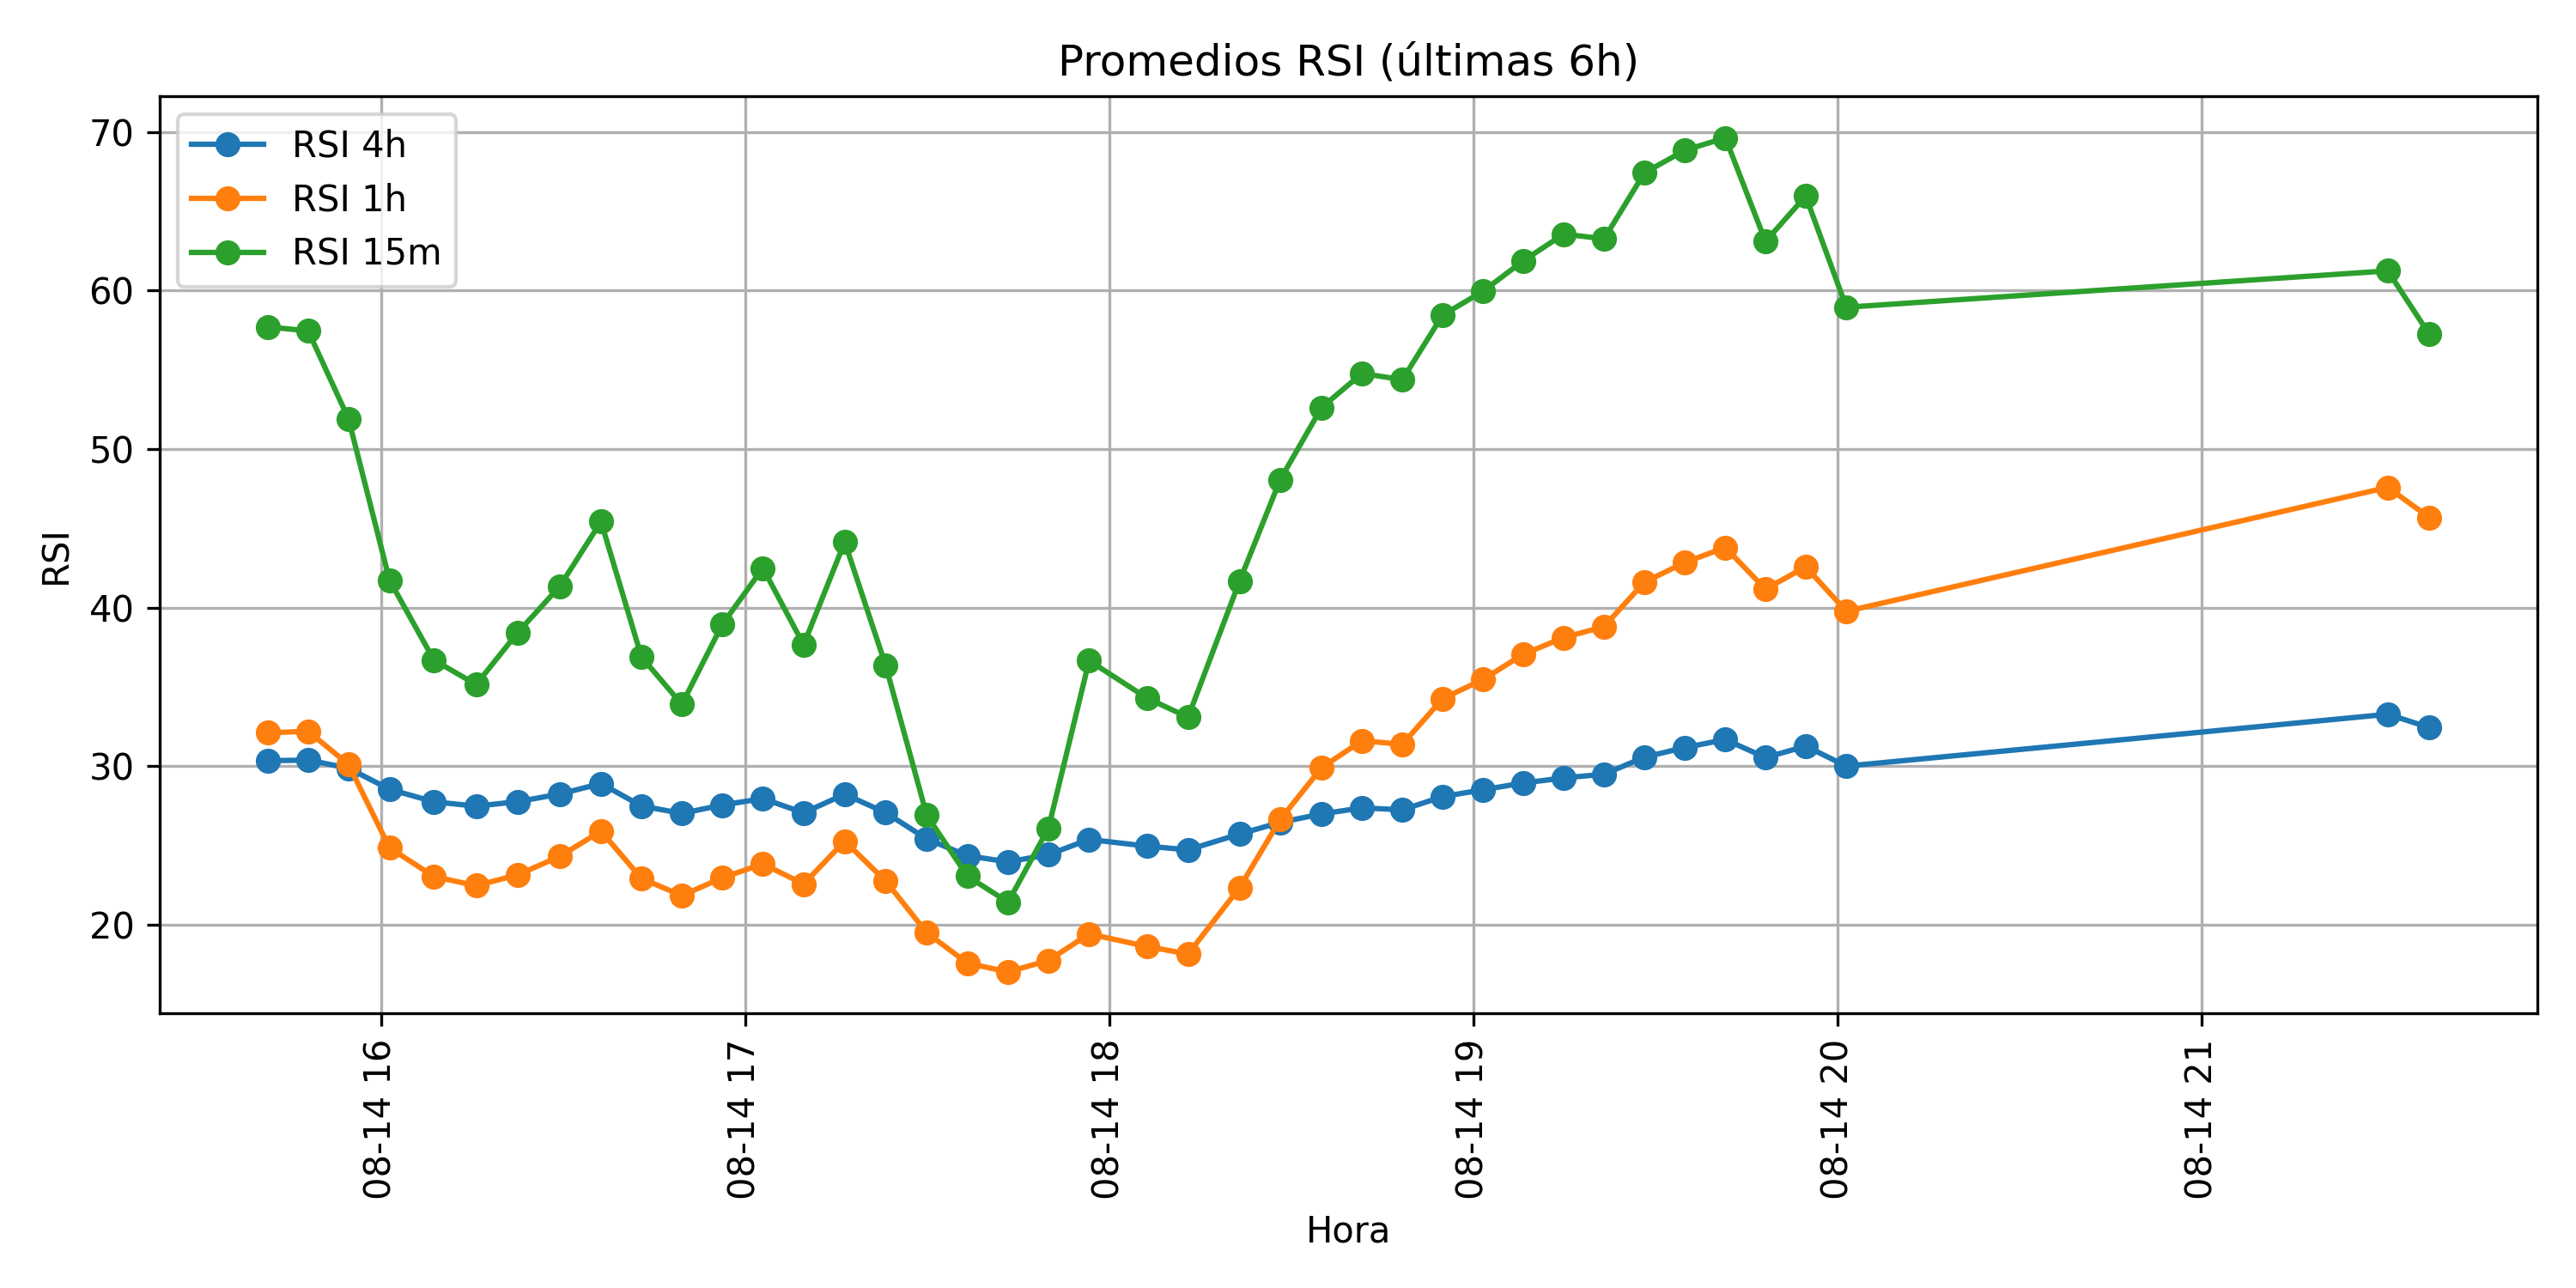 Promedios RSI (últimas 6h)
RSI 4h
RSI 1h
RSI 15m
70
60
50
40
30
20
RSI
08-14 16
08-14 17
08-14 18
08-14 19
08-14 20
08-14 21
Hora